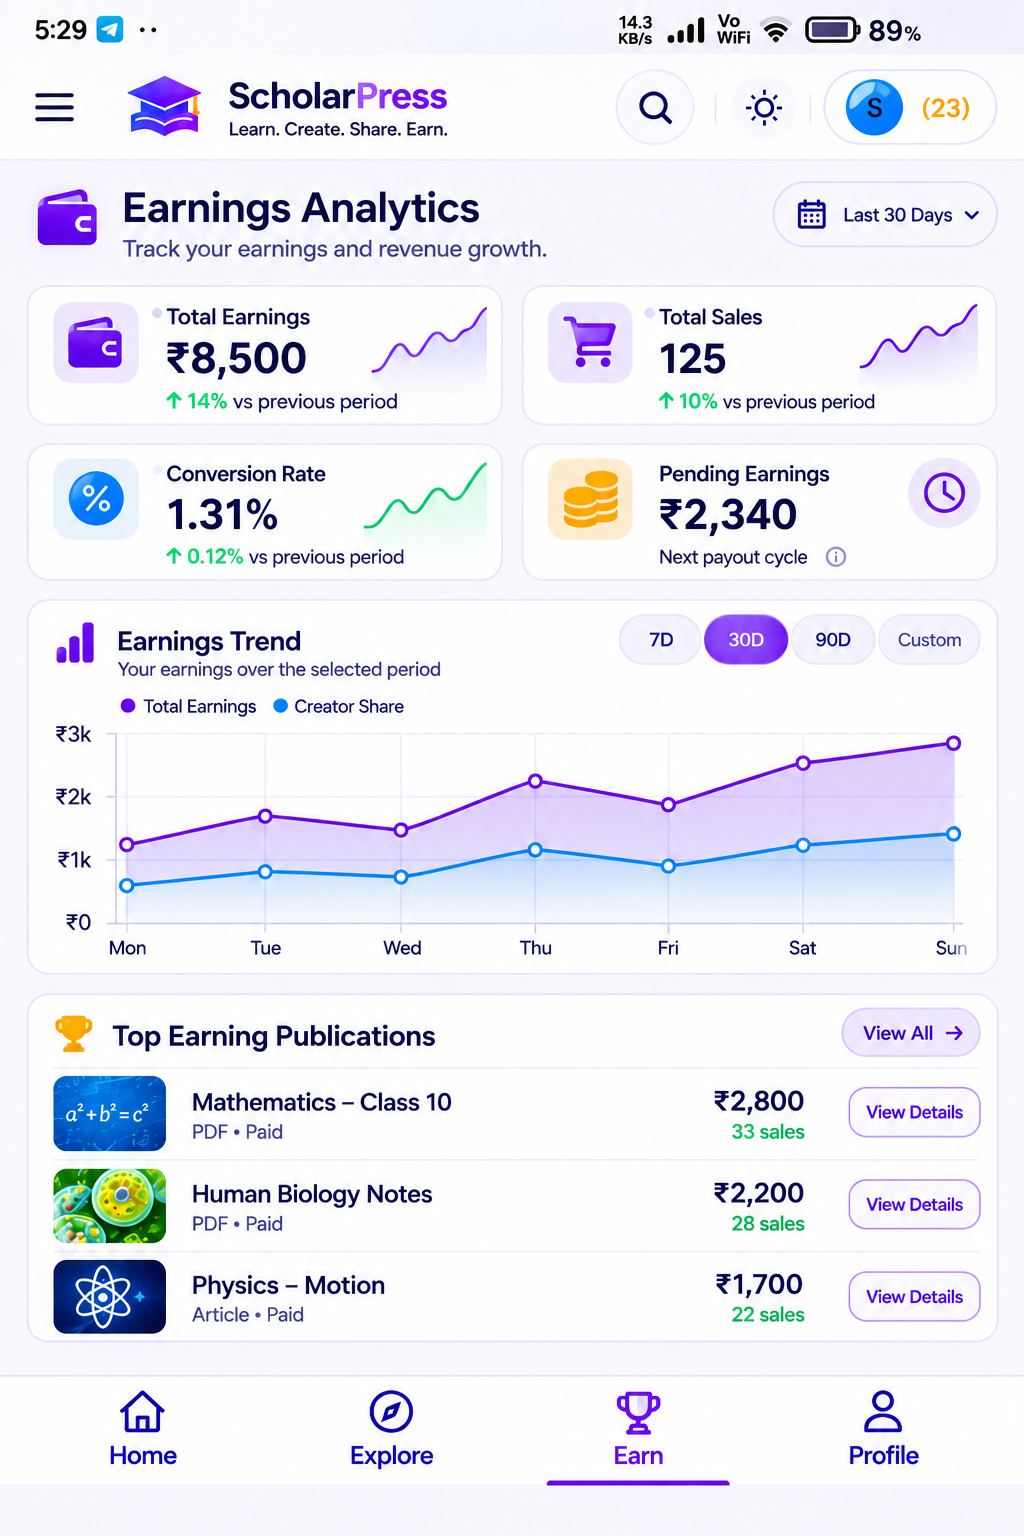 5:29
14.3 KB/s
Vo WiFi
89%
ScholarPress
Learn. Create. Share. Earn.
S
(23)
Earnings Analytics
Track your earnings and revenue growth.
Last 30 Days
Total Earnings
₹8,500
↑ 14% vs previous period
Total Sales
125
↑ 10% vs previous period
%
Conversion Rate
1.31%
↑ 0.12% vs previous period
Pending Earnings
₹2,340
Next payout cycle
Earnings Trend
Your earnings over the selected period
7D
30D
90D
Custom
Total Earnings
Creator Share
₹3k
₹2k
₹1k
₹0
Mon Tue Wed Thu Fri Sat Sun
Top Earning Publications
View All →
a² + b² = c²
Mathematics – Class 10
PDF • Paid
₹2,800
33 sales
View Details
Human Biology Notes
PDF • Paid
₹2,200
28 sales
View Details
Physics – Motion
Article • Paid
₹1,700
22 sales
View Details
Home
Explore
Earn
Profile